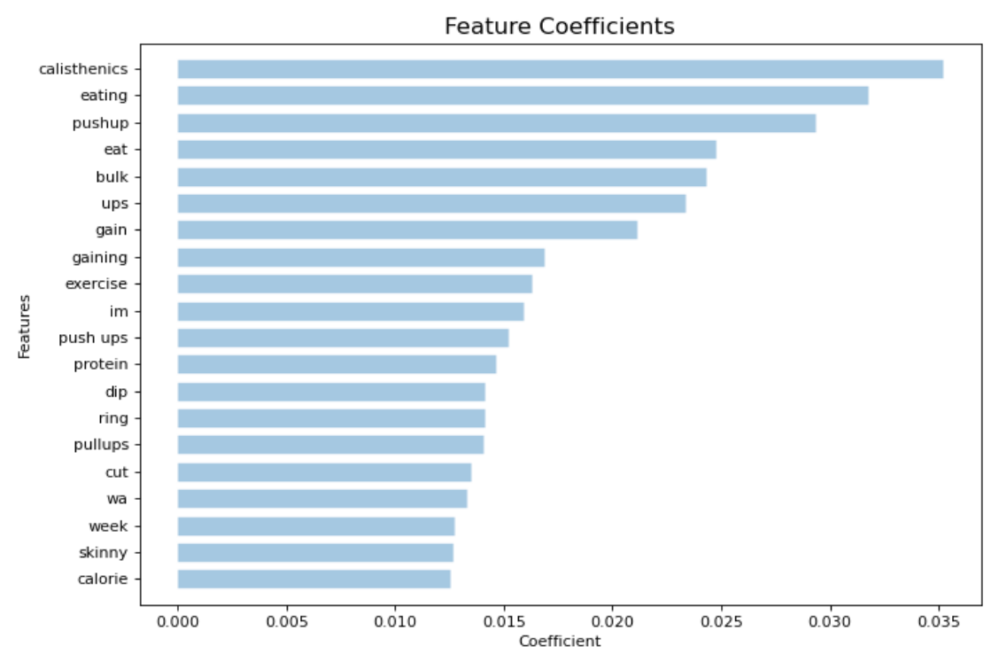 Feature Coefficients
Features
calisthenics
eating
pushup
eat
bulk
ups
gain
gaining
exercise
im
push ups
protein
dip
ring
pullups
cut
wa
week
skinny
calorie
0.000 0.005 0.010 0.015 0.020 0.025 0.030 0.035
Coefficient